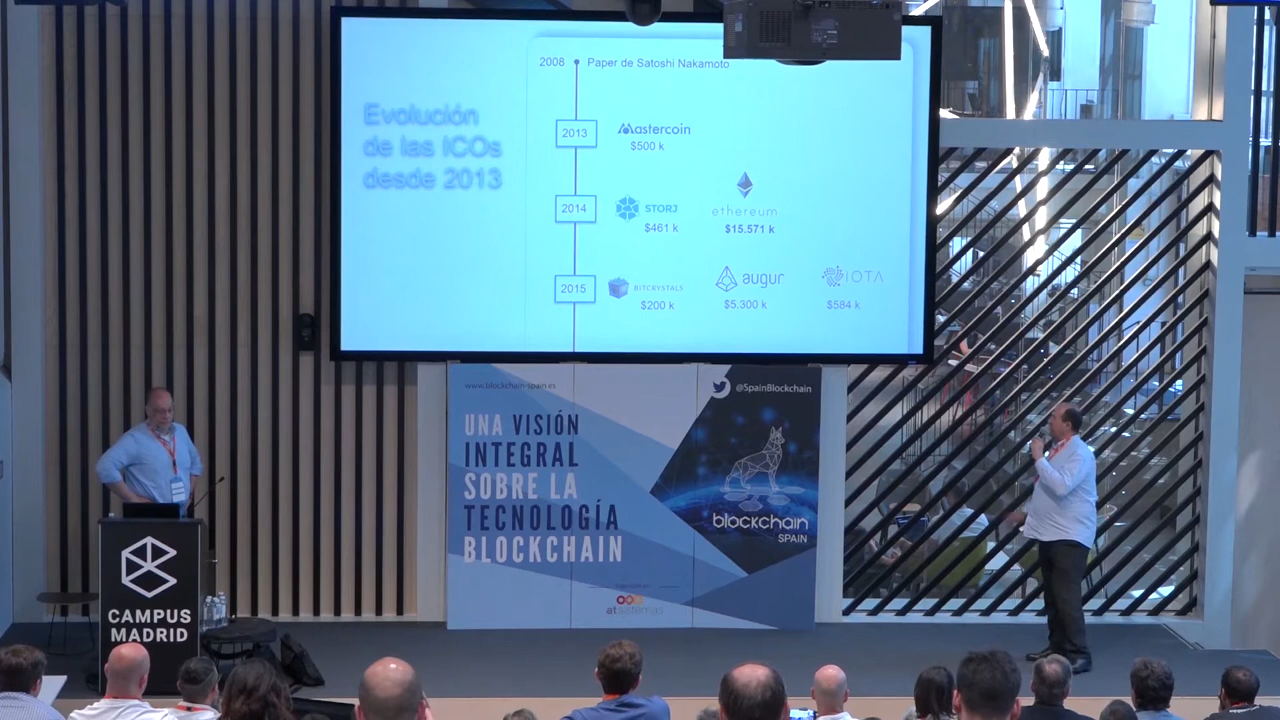 2008 Paper de Satoshi Nakamoto
Evolución
de las ICOs
desde 2013
2013 Mastercoin
$500 k
2014 STORJ ethereum
$461 k $15.571 k
2015 BITCRYSTALS augur IOTA
$200 k $5.300 k $584 k
www.blockchain-spain.es
@SpainBlockchain
UNA VISIÓN
INTEGRAL
SOBRE LA
TECNOLOGÍA
BLOCKCHAIN
blockchain
SPAIN
atsistemas
CAMPUS
MADRID